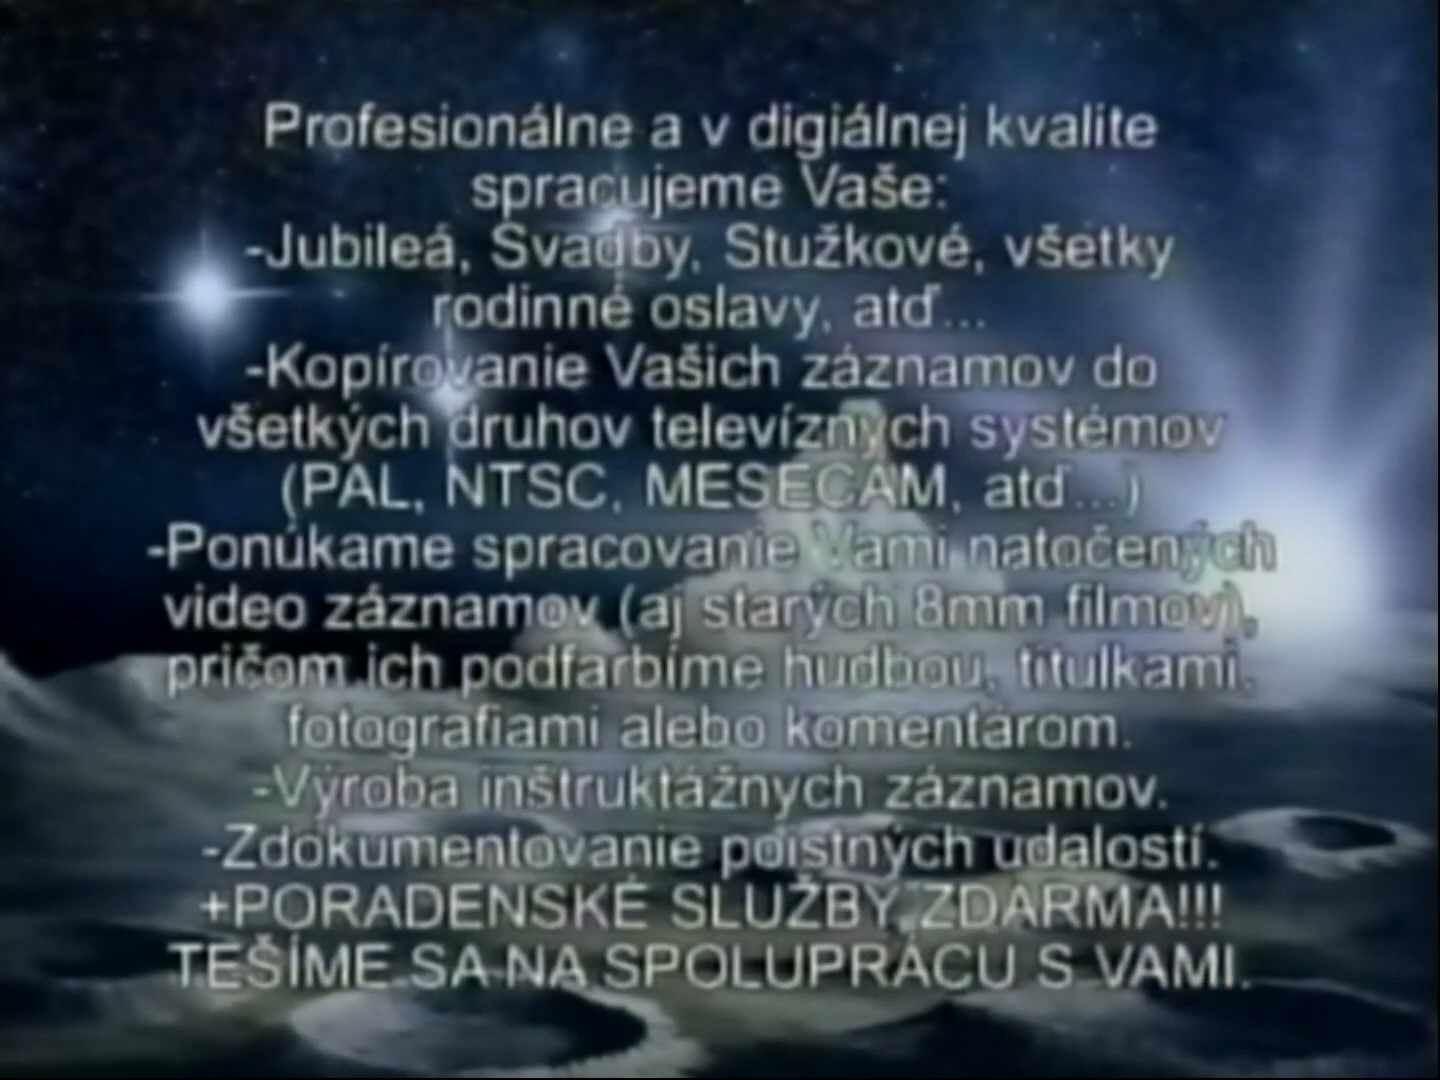 Profesionálne a v digiálnej kvalite
spracujeme Vaše:
-Jubileá, Svadby, Stužkové, všetky
rodinné oslavy, atď...
-Kopírovanie Vašich záznamov do
všetkých druhov televíznych systémov
(PAL, NTSC, MESECAM, atď...)
-Ponúkame spracovanie Vami natočených
video záznamov (aj starých 8mm filmov),
pričom ich podfarbíme hudbou, titulkami,
fotografiami alebo komentárom.
-Výroba inštruktážnych záznamov.
-Zdokumentovanie poistných udalostí.
+PORADENSKÉ SLUŽBY ZDARMA!!!
TEŠÍME SA NA SPOLUPRÁCU S VAMI.